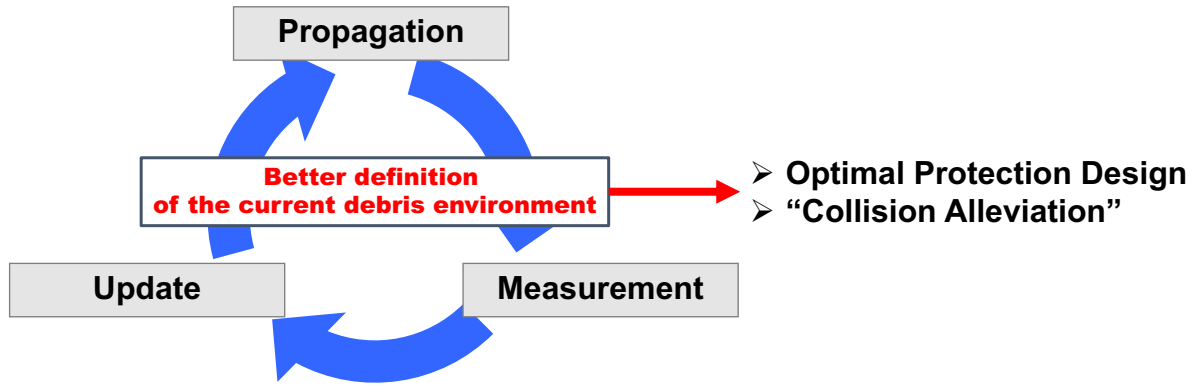 Propagation
Better definition
of the current debris environment
➢ Optimal Protection Design
➢ “Collision Alleviation”
Update
Measurement